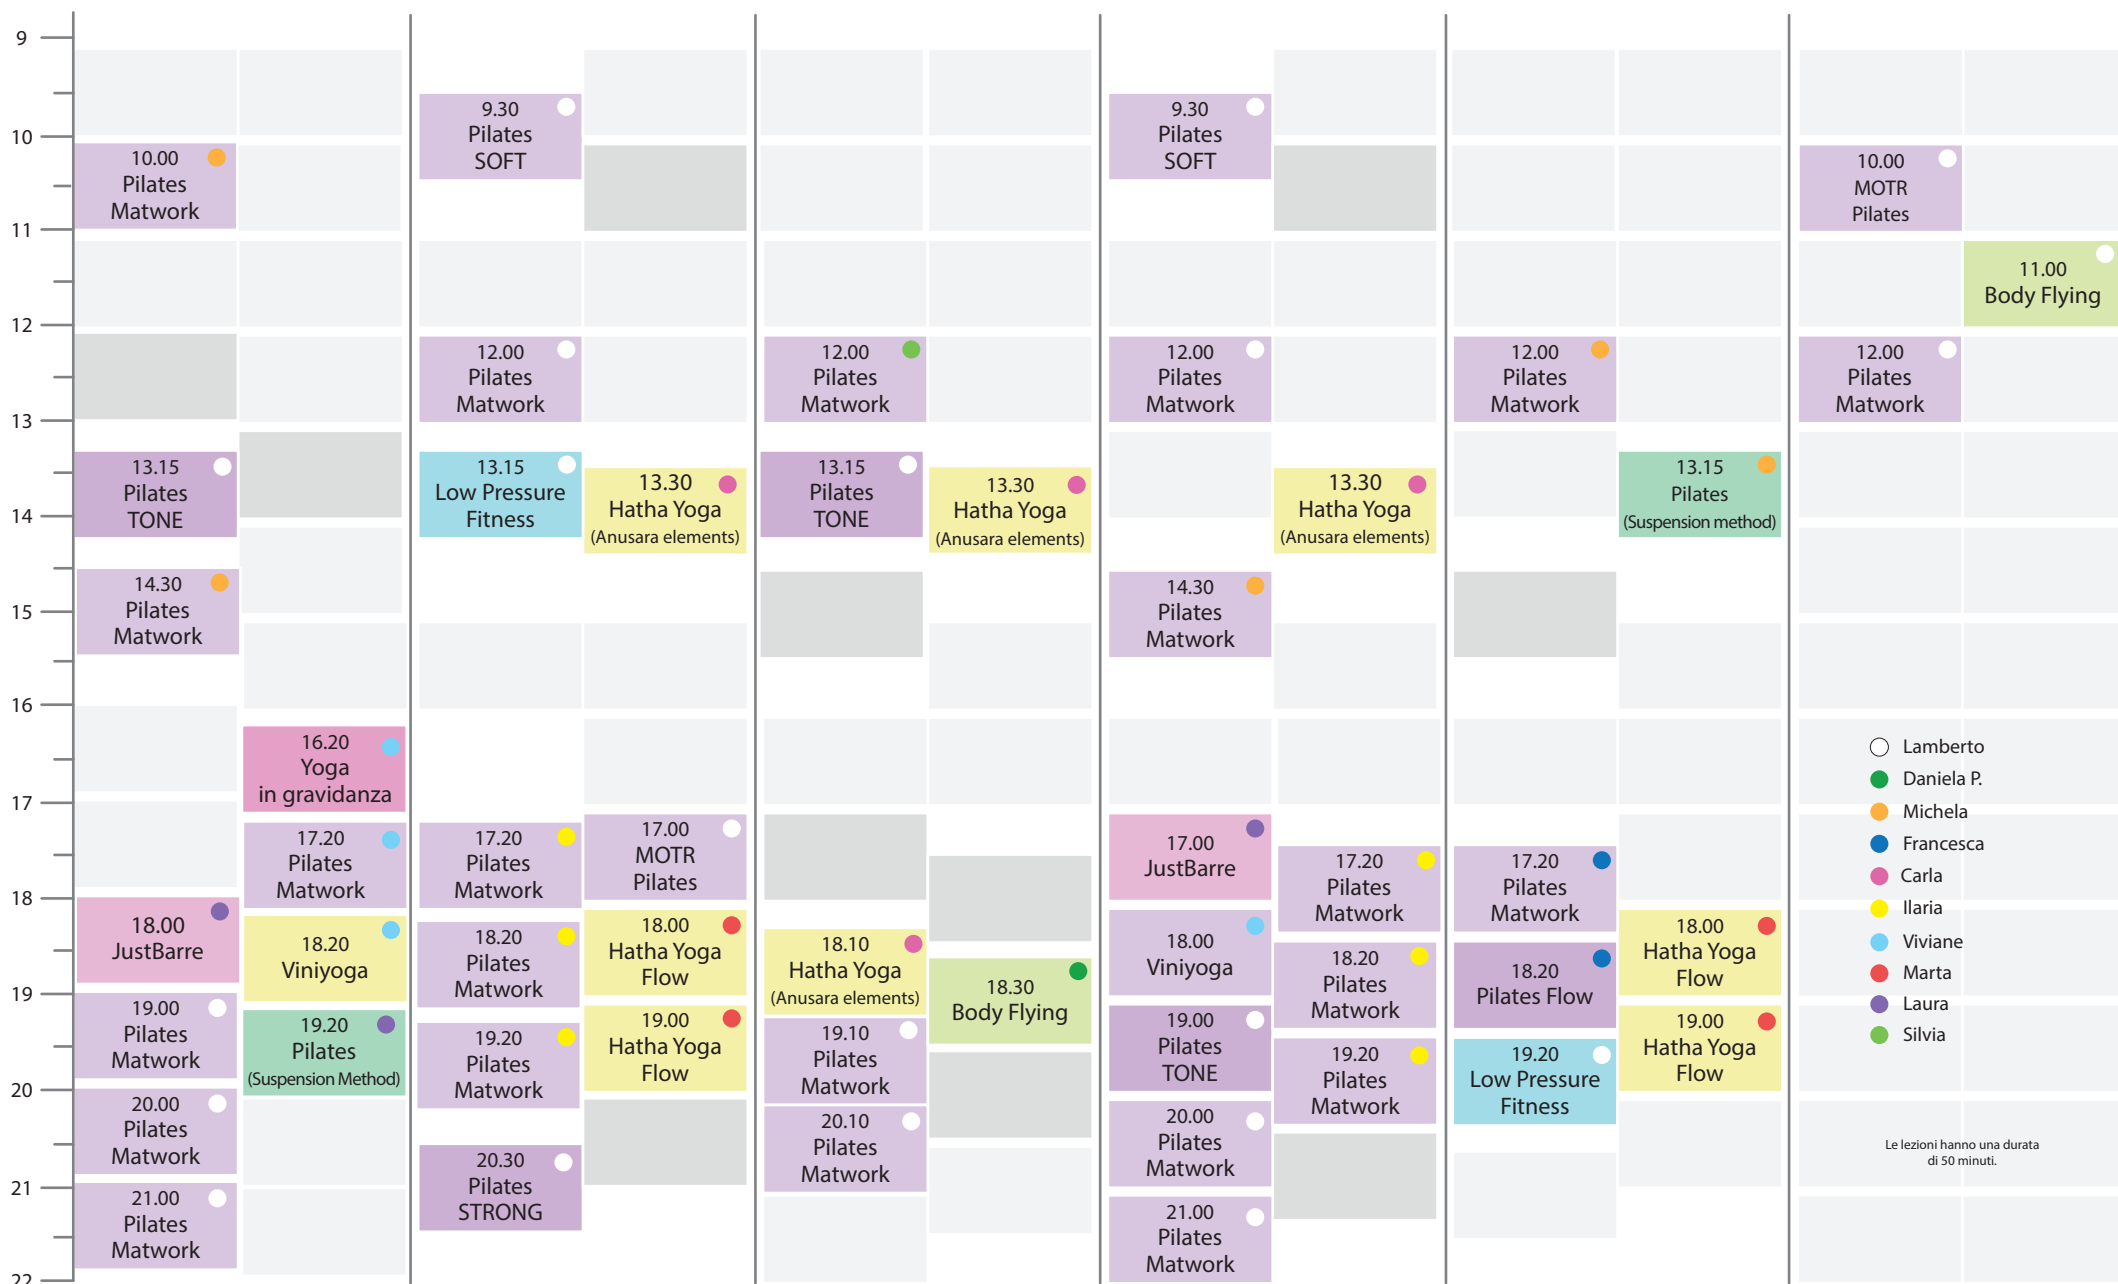 9
10
11
12
13
14
15
16
17
18
19
20
21
22
10.00
Pilates
Matwork
13.15
Pilates
TONE
14.30
Pilates
Matwork
18.00
JustBarre
19.00
Pilates
Matwork
20.00
Pilates
Matwork
21.00
Pilates
Matwork
16.20
Yoga
in gravidanza
17.20
Pilates
Matwork
18.20
Viniyoga
19.20
Pilates
(Suspension Method)
9.30
Pilates
SOFT
12.00
Pilates
Matwork
13.15
Low Pressure
Fitness
17.20
Pilates
Matwork
18.20
Pilates
Matwork
19.20
Pilates
Matwork
20.30
Pilates
STRONG
13.30
Hatha Yoga
(Anusara elements)
17.00
MOTR
Pilates
18.00
Hatha Yoga
Flow
19.00
Hatha Yoga
Flow
12.00
Pilates
Matwork
13.15
Pilates
TONE
18.10
Hatha Yoga
(Anusara elements)
19.10
Pilates
Matwork
20.10
Pilates
Matwork
13.30
Hatha Yoga
(Anusara elements)
18.30
Body Flying
9.30
Pilates
SOFT
12.00
Pilates
Matwork
14.30
Pilates
Matwork
17.00
JustBarre
18.00
Viniyoga
19.00
Pilates
TONE
20.00
Pilates
Matwork
21.00
Pilates
Matwork
13.30
Hatha Yoga
(Anusara elements)
17.20
Pilates
Matwork
18.20
Pilates
Matwork
19.20
Pilates
Matwork
12.00
Pilates
Matwork
17.20
Pilates
Matwork
18.20
Pilates Flow
19.20
Low Pressure
Fitness
13.15
Pilates
(Suspension method)
18.00
Hatha Yoga
Flow
19.00
Hatha Yoga
Flow
10.00
MOTR
Pilates
12.00
Pilates
Matwork
11.00
Body Flying
Lamberto
Daniela P.
Michela
Francesca
Carla
Ilaria
Viviane
Marta
Laura
Silvia
Le lezioni hanno una durata
di 50 minuti.